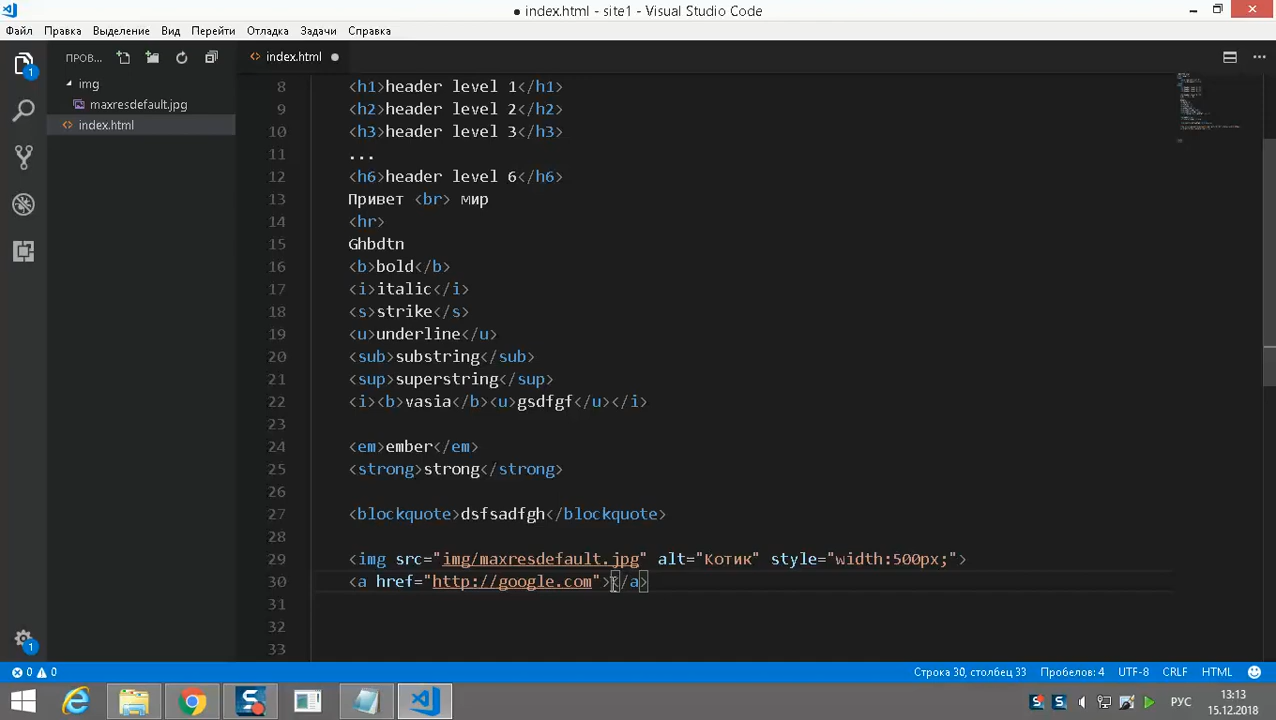 ● index.html - site1 - Visual Studio Code
Файл Правка Выделение Вид Перейти Отладка Задачи Справка
ПРОВ...
index.html
img
maxresdefault.jpg
index.html
8 <h1>header level 1</h1>
9 <h2>header level 2</h2>
10 <h3>header level 3</h3>
11 ...
12 <h6>header level 6</h6>
13 Привет <br> мир
14 <hr>
15 Ghbdtn
16 <b>bold</b>
17 <i>italic</i>
18 <s>strike</s>
19 <u>underline</u>
20 <sub>substring</sub>
21 <sup>superstring</sup>
22 <i><b>vasia</b><u>gsdfgf</u></i>
23
24 <em>ember</em>
25 <strong>strong</strong>
26
27 <blockquote>dsfsadfgh</blockquote>
28
29 <img src="img/maxresdefault.jpg" alt="Котик" style="width:500px;">
30 <a href="http://google.com"></a>
31
32
33
1
1
0 0
Строка 30, столбец 33 Пробелов: 4 UTF-8 CRLF HTML
РУС
13:13
15.12.2018